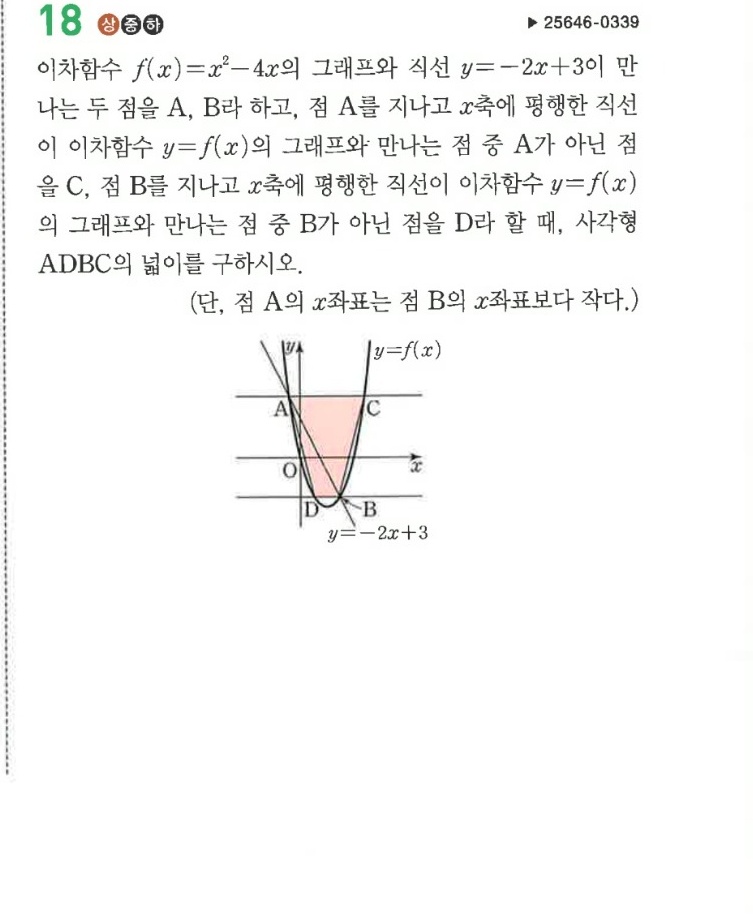 18 상 중 하 ▶ 25646-0339
이차함수 f(x)=x²-4x의 그래프와 직선 y=-2x+3이 만
나는 두 점을 A, B라 하고, 점 A를 지나고 x축에 평행한 직선
이 이차함수 y=f(x)의 그래프와 만나는 점 중 A가 아닌 점
을 C, 점 B를 지나고 x축에 평행한 직선이 이차함수 y=f(x)
의 그래프와 만나는 점 중 B가 아닌 점을 D라 할 때, 사각형
ADBC의 넓이를 구하시오.
(단, 점 A의 x좌표는 점 B의 x좌표보다 작다.)
y y=f(x)
A C
O x
D B
y=-2x+3